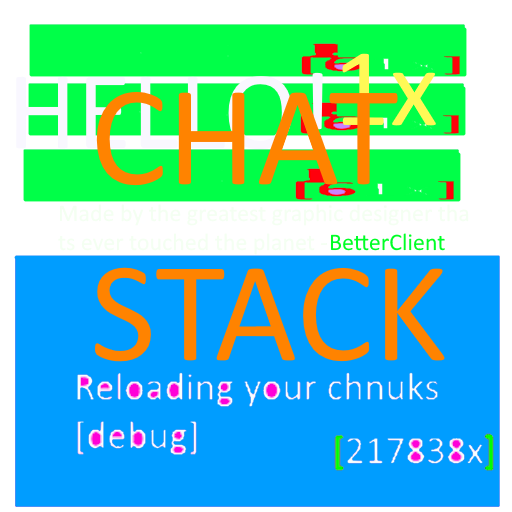 HELLO!
1x
CHAT
Made by the greatest graphic designer tha
ts ever touched the planet
BetterClient
STACK
Reloading your chnuks
[debug]
[217838x]